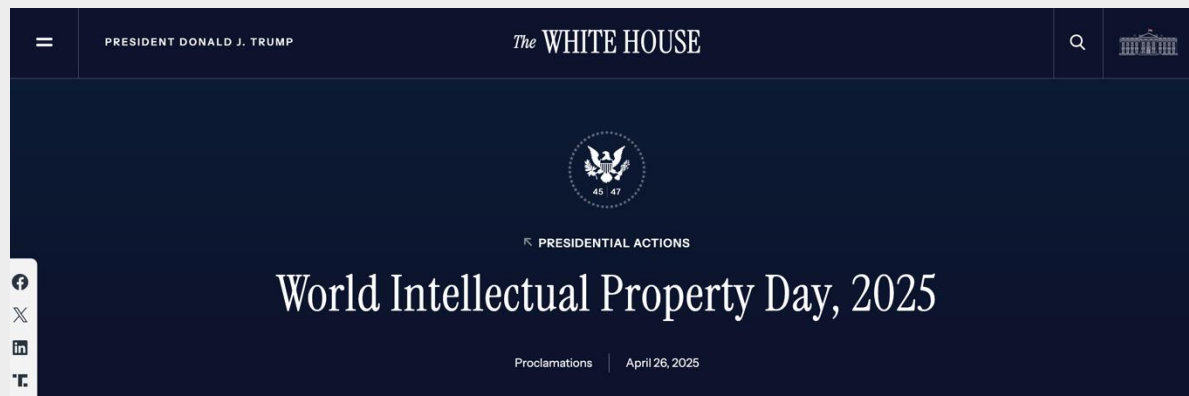 PRESIDENT DONALD J. TRUMP
The WHITE HOUSE
45 47
PRESIDENTIAL ACTIONS
World Intellectual Property Day, 2025
Proclamations
April 26, 2025